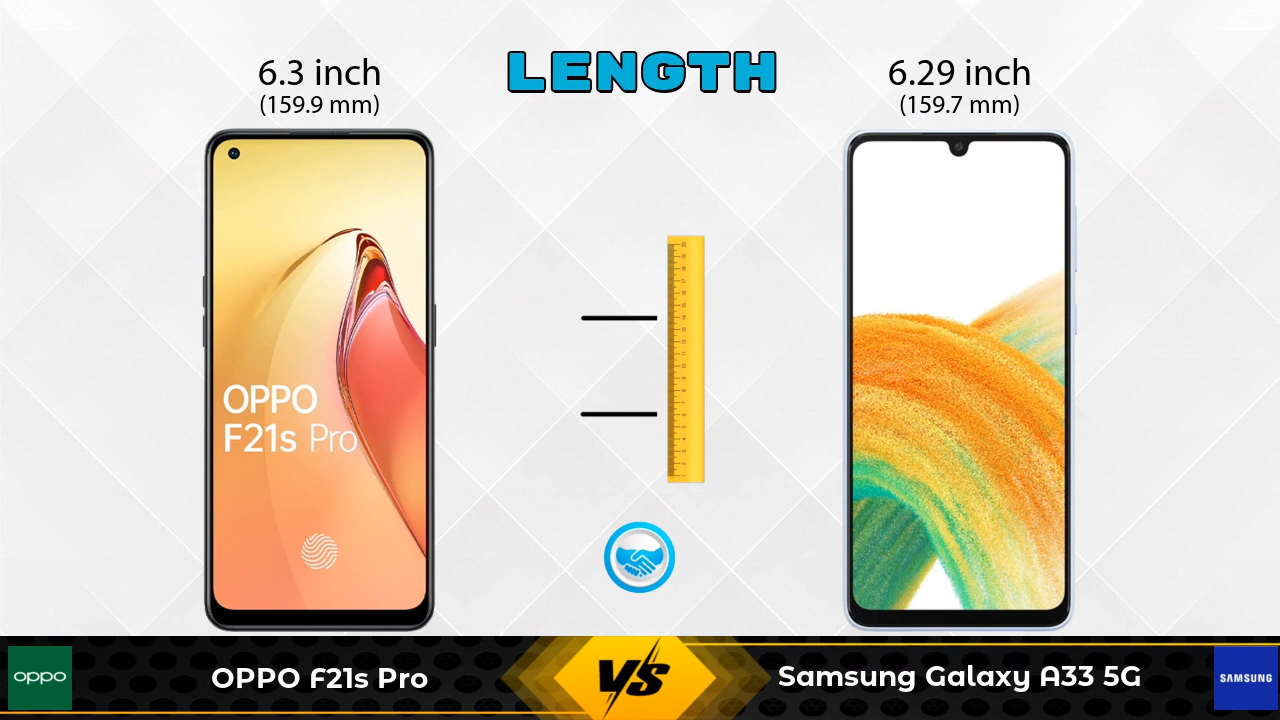 LENGTH
6.3 inch
(159.9 mm)
6.29 inch
(159.7 mm)
OPPO
F21s Pro
oppo
OPPO F21s Pro
VS
Samsung Galaxy A33 5G
SAMSUNG